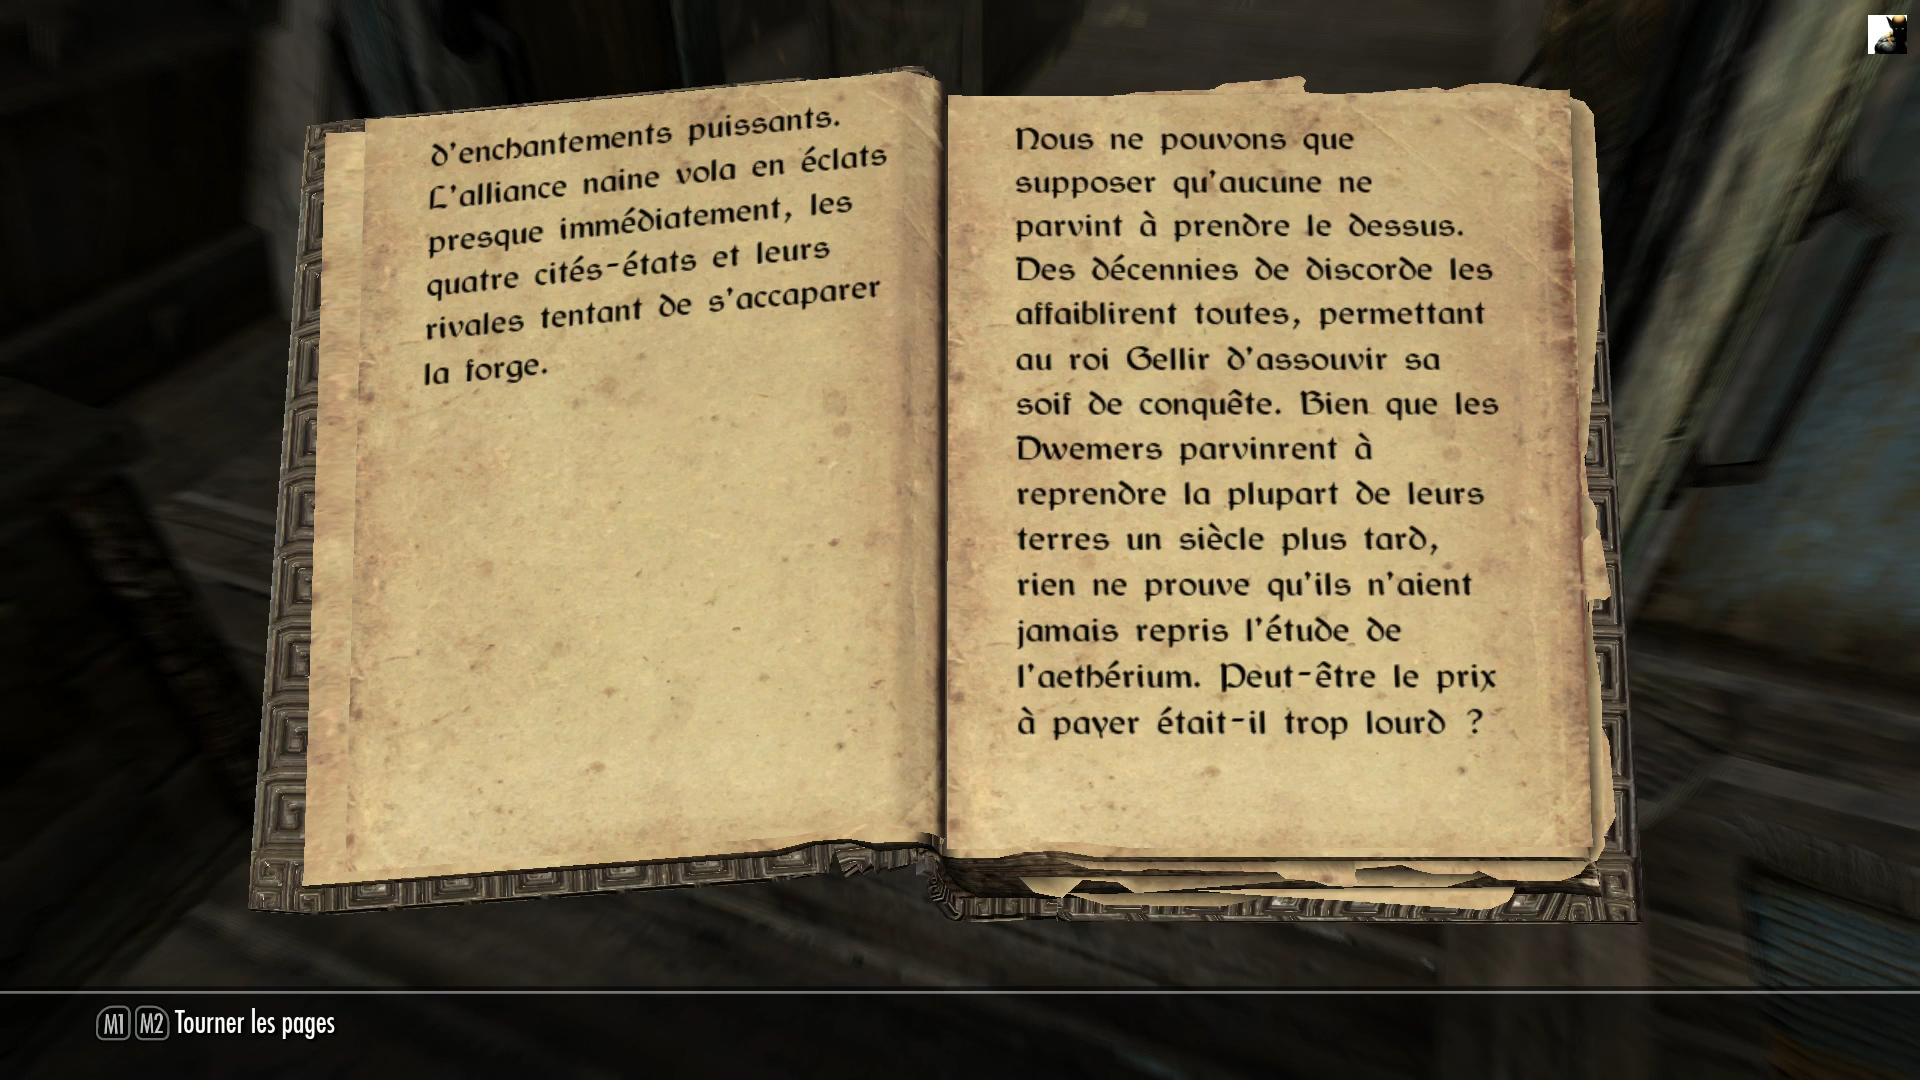 d'enchantements puissants.
L'alliance naine vola en éclats
presque immédiatement, les
quatre cités-états et leurs
rivales tentant de s'accaparer
la forge.
Nous ne pouvons que
supposer qu'aucune ne
parvint à prendre le dessus.
Des décennies de discorde les
affaiblirent toutes, permettant
au roi Gellir d'assouvir sa
soif de conquête. Bien que les
Dwemers parvinrent à
reprendre la plupart de leurs
terres un siècle plus tard,
rien ne prouve qu'ils n'aient
jamais repris l'étude de
l'aethérium. Peut-être le prix
à payer était-il trop lourd ?
M1 M2 Tourner les pages